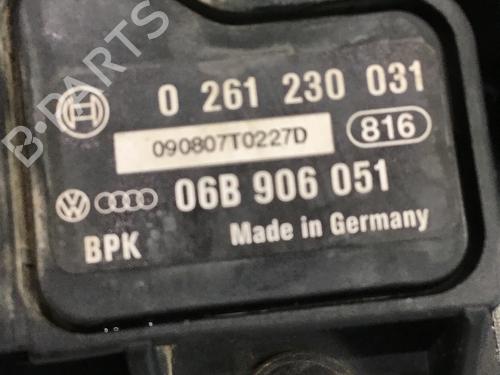 B-PARTS
0 261 230 031
090807T0227D
816
06B 906 051
BPK
Made in Germany